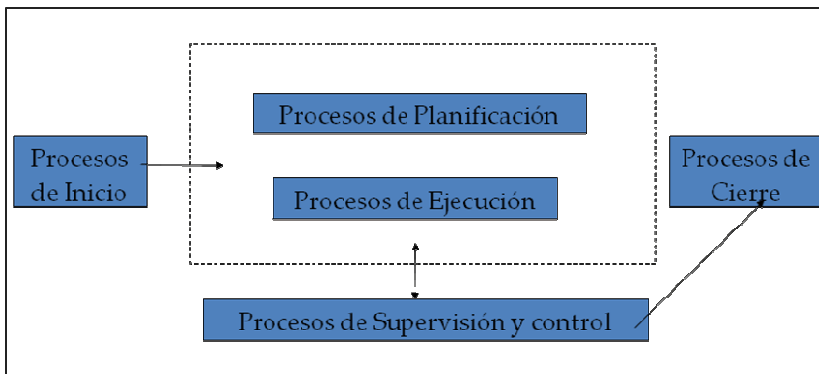 Procesos de Planificación
Procesos
de Inicio
Procesos de Ejecución
Procesos de
Cierre
Procesos de Supervisión y control